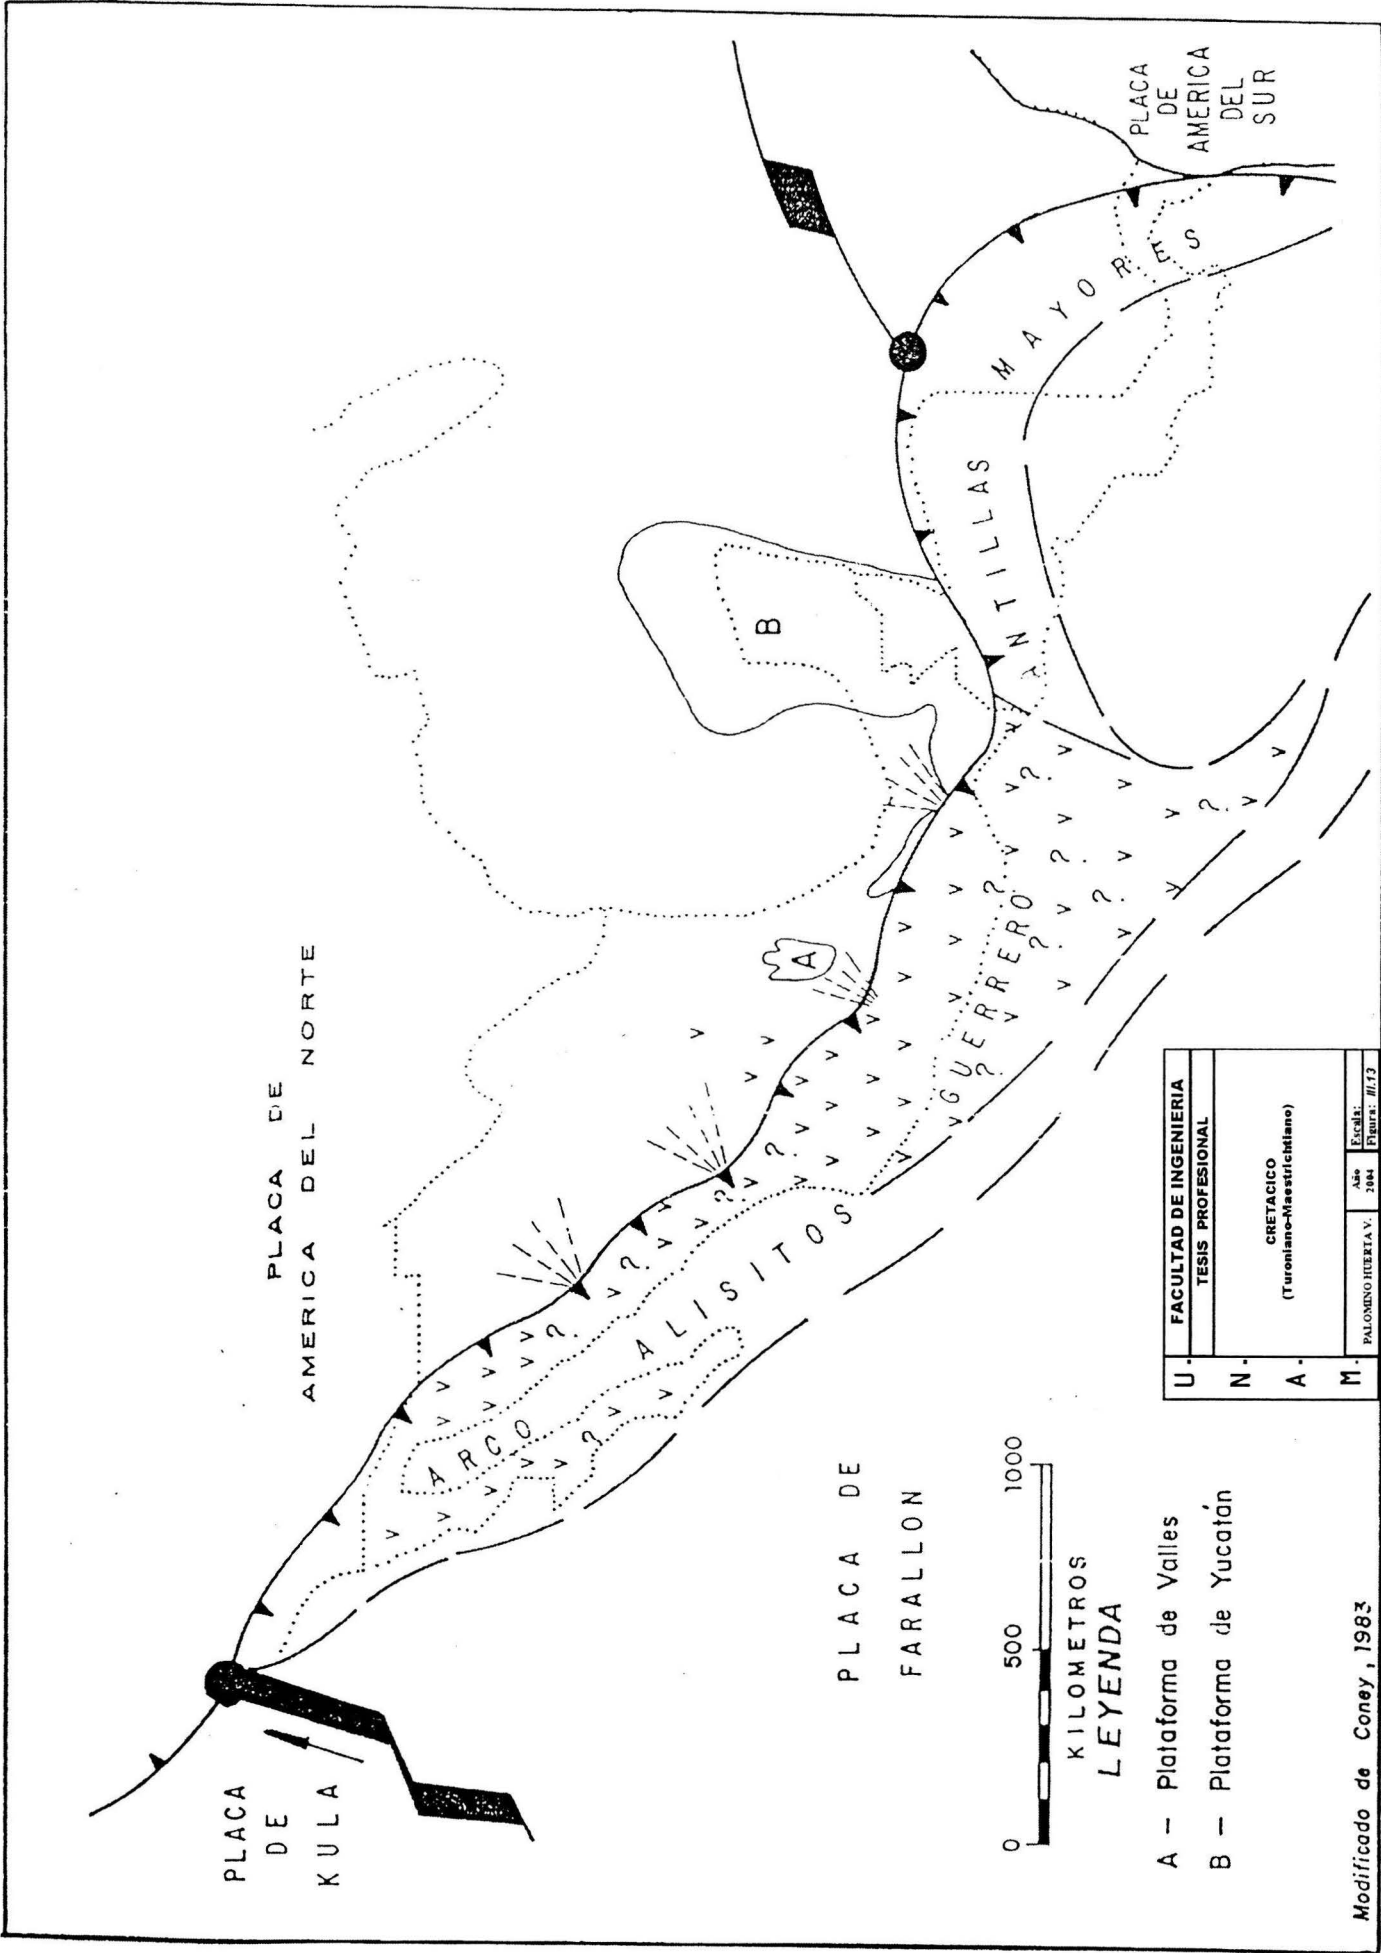 PLACA DE
AMERICA DEL NORTE
PLACA
DE
KULA
PLACA
DE
AMERICA
DEL
SUR
ARCO ALISITOS
GUERRERO
ANTILLAS MAYORES
A
B
PLACA DE
FARALLON
0 500 1000
KILOMETROS
LEYENDA
A – Plataforma de Valles
B – Plataforma de Yucatán
Modificado de Coney, 1983
U.
N.
A.
M.
FACULTAD DE INGENIERIA
TESIS PROFESIONAL
CRETACICO
(Turoniano-Maestrichtiano)
PALOMINO HUERTA V.
Año
2004
Escala:
Figura: III.13